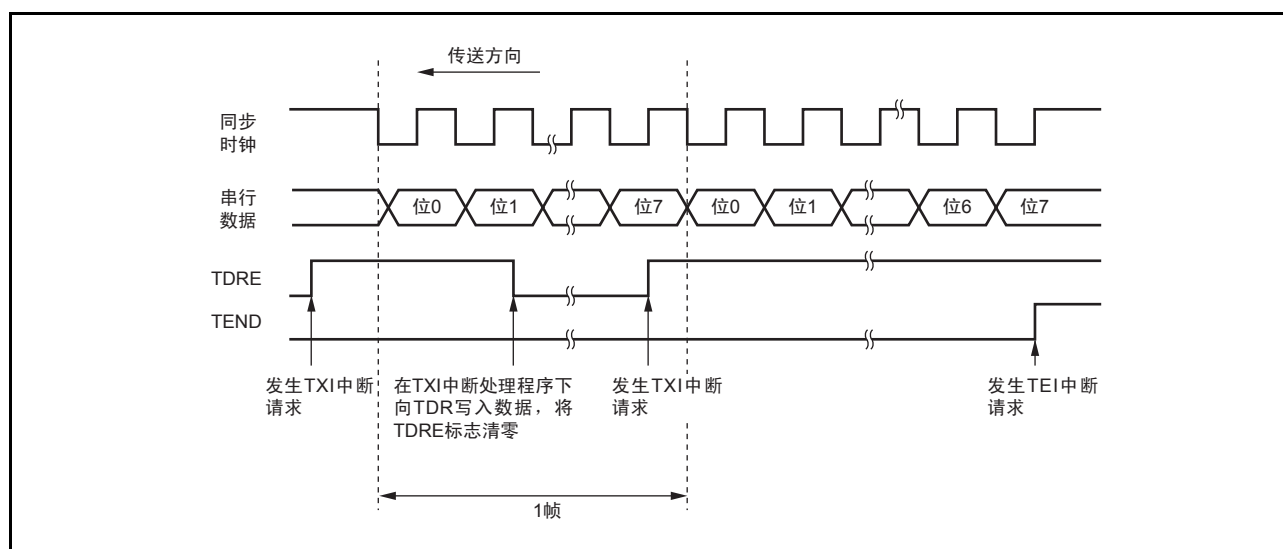 传送方向
同步
时钟
串行
数据
位0
位1
位7
位0
位1
位6
位7
TDRE
TEND
发生TXI中断
请求
在TXI中断处理程序下
向TDR写入数据，将
TDRE标志清零
发生TXI中断
请求
发生TEI中断
请求
1帧